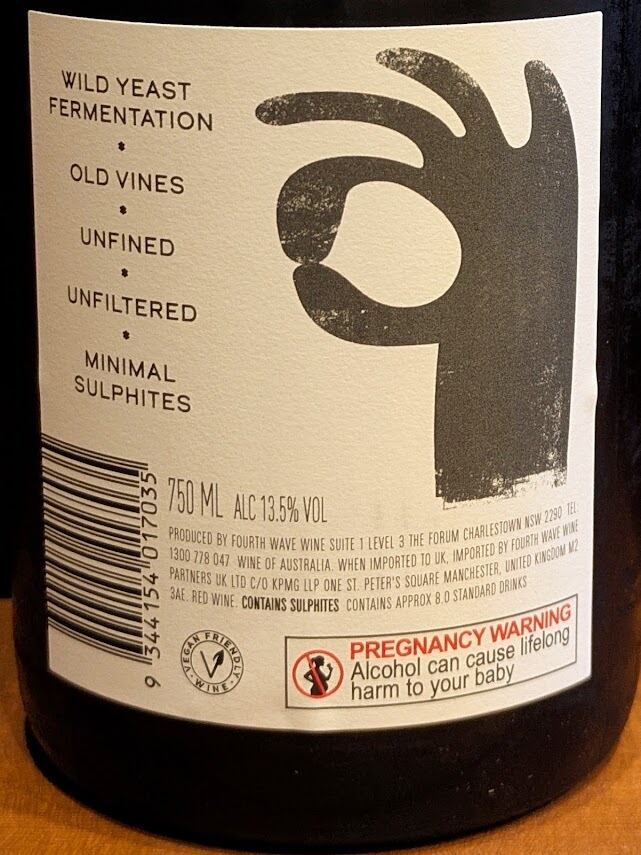 WILD YEAST
FERMENTATION
OLD VINES
UNFINED
UNFILTERED
MINIMAL
SULPHITES
9 344154 017035
750 ML ALC 13.5% VOL
PRODUCED BY FOURTH WAVE WINE SUITE 1 LEVEL 3 THE FORUM CHARLESTOWN NSW 2290 TEL:
1300 778 047 WINE OF AUSTRALIA. WHEN IMPORTED TO UK, IMPORTED BY FOURTH WAVE WINE
PARTNERS UK LTD C/O KPMG LLP ONE ST. PETER'S SQUARE MANCHESTER, UNITED KINGDOM M2
3AE. RED WINE. CONTAINS SULPHITES CONTAINS APPROX 8.0 STANDARD DRINKS
VEGAN FRIENDLY
WINE
PREGNANCY WARNING
Alcohol can cause lifelong
harm to your baby